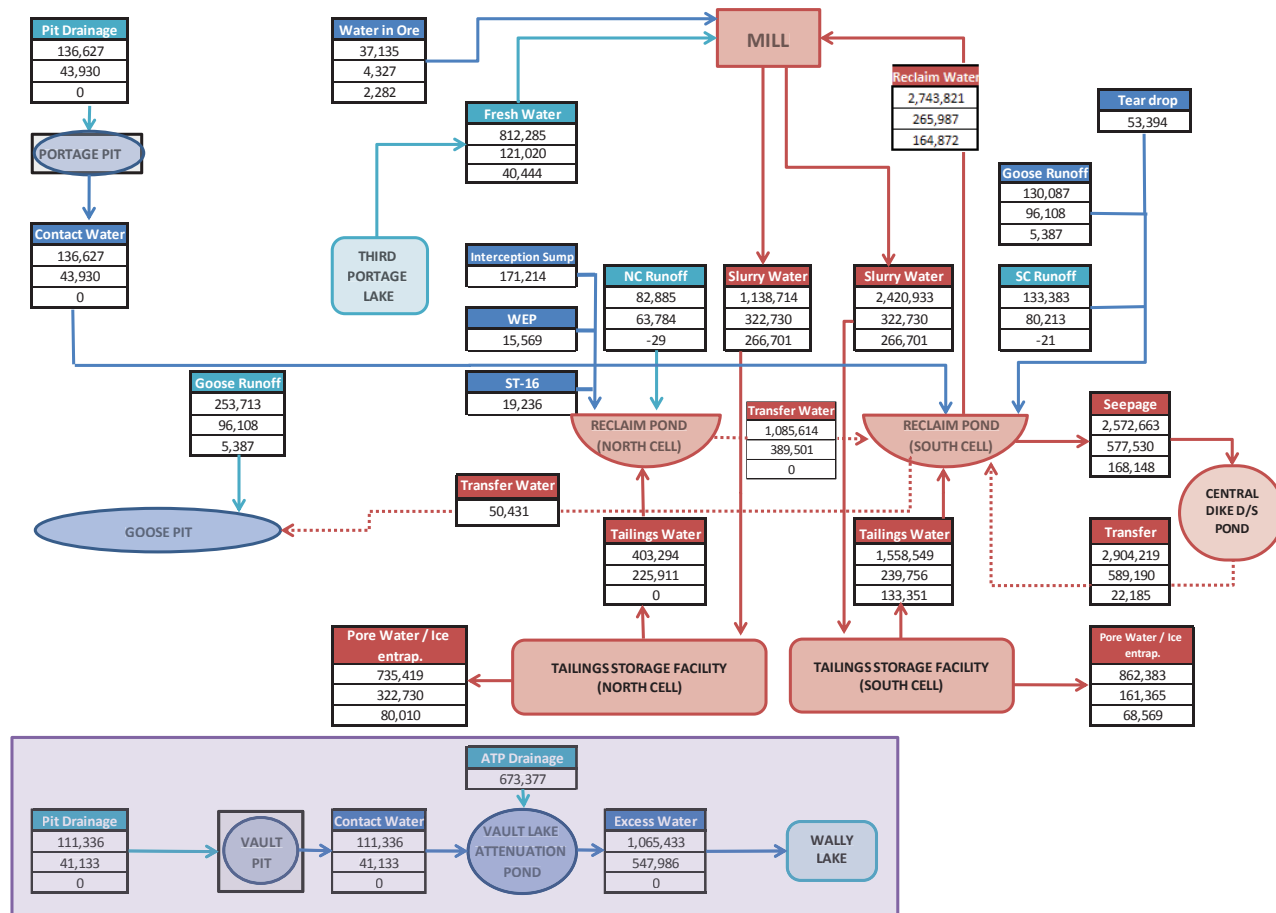 Pit Drainage
136,627
43,930
0
PORTAGE PIT
Contact Water
136,627
43,930
0
Water in Ore
37,135
4,327
2,282
Fresh Water
812,285
121,020
40,444
THIRD
PORTAGE
LAKE
MILL
Reclaim Water
2,743,821
265,987
164,872
Tear drop
53,394
Goose Runoff
130,087
96,108
5,387
Interception Sump
171,214
WEP
15,569
ST-16
19,236
NC Runoff
82,885
63,784
-29
Slurry Water
1,138,714
322,730
266,701
Slurry Water
2,420,933
322,730
266,701
SC Runoff
133,383
80,213
-21
Goose Runoff
253,713
96,108
5,387
RECLAIM POND
(NORTH CELL)
Transfer Water
1,085,614
389,501
0
RECLAIM POND
(SOUTH CELL)
Seepage
2,572,663
577,530
168,148
CENTRAL
DIKE D/S
POND
GOOSE PIT
Transfer Water
50,431
Tailings Water
403,294
225,911
0
Tailings Water
1,558,549
239,756
133,351
Transfer
2,904,219
589,190
22,185
Pore Water / Ice
entrap.
735,419
322,730
80,010
TAILINGS STORAGE FACILITY
(NORTH CELL)
TAILINGS STORAGE FACILITY
(SOUTH CELL)
Pore Water / Ice
entrap.
862,383
161,365
68,569
ATP Drainage
673,377
Pit Drainage
111,336
41,133
0
VAULT
PIT
Contact Water
111,336
41,133
0
VAULT LAKE
ATTENUATION
POND
Excess Water
1,065,433
547,986
0
WALLY
LAKE